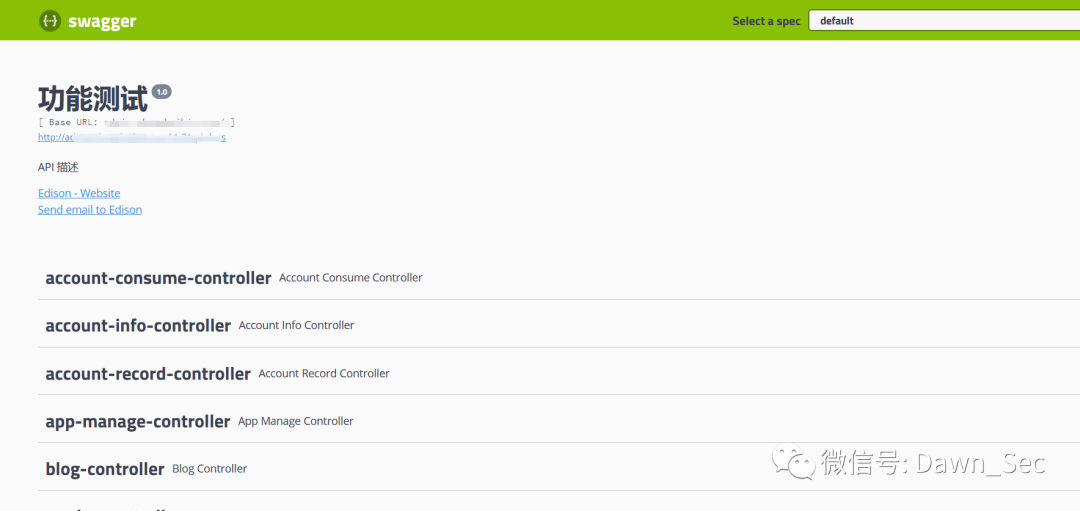 swagger
Select a spec default
功能测试 1.0
[ Base URL: ]
http://ad
API 描述
Edison - Website
Send email to Edison
account-consume-controller Account Consume Controller
account-info-controller Account Info Controller
account-record-controller Account Record Controller
app-manage-controller App Manage Controller
blog-controller Blog Controller
微信号: Dawn_Sec